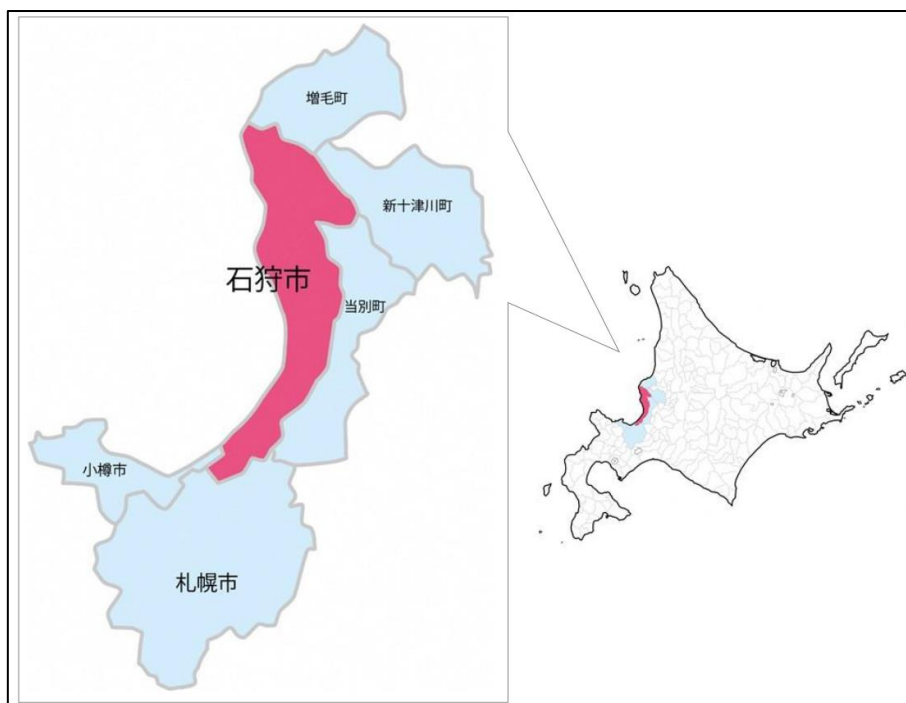 増毛町
新十津川町
石狩市
当別町
小樽市
札幌市